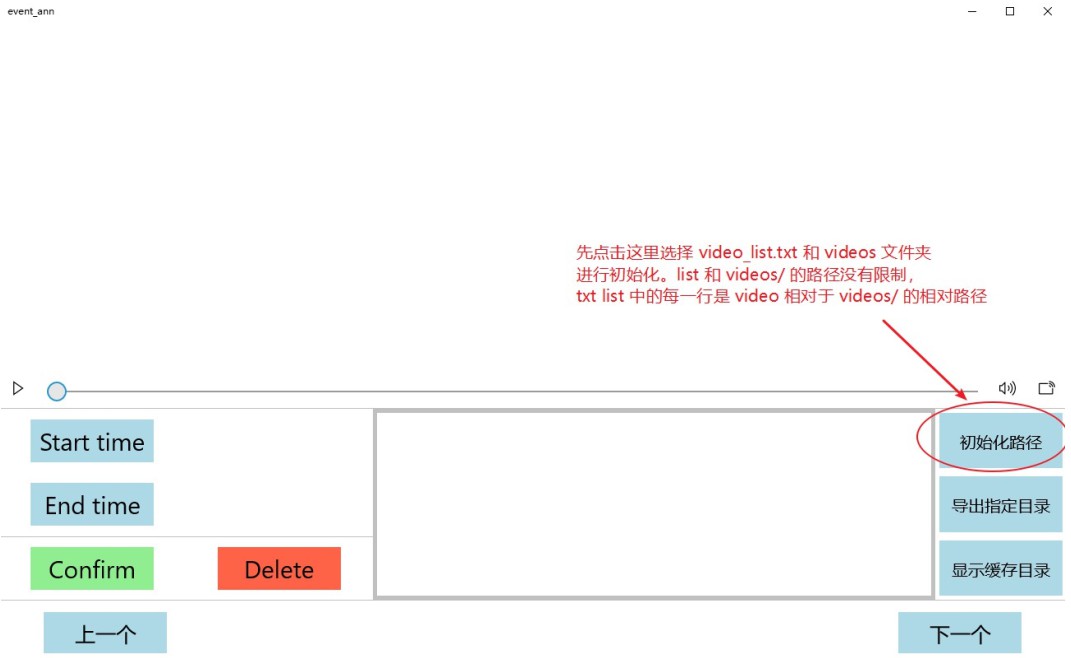 event_ann
先点击这里选择 video_list.txt 和 videos 文件夹
进行初始化。list 和 videos/ 的路径没有限制，
txt list 中的每一行是 video 相对于 videos/ 的相对路径
Start time
初始化路径
End time
导出指定目录
Confirm
Delete
显示缓存目录
上一个
下一个